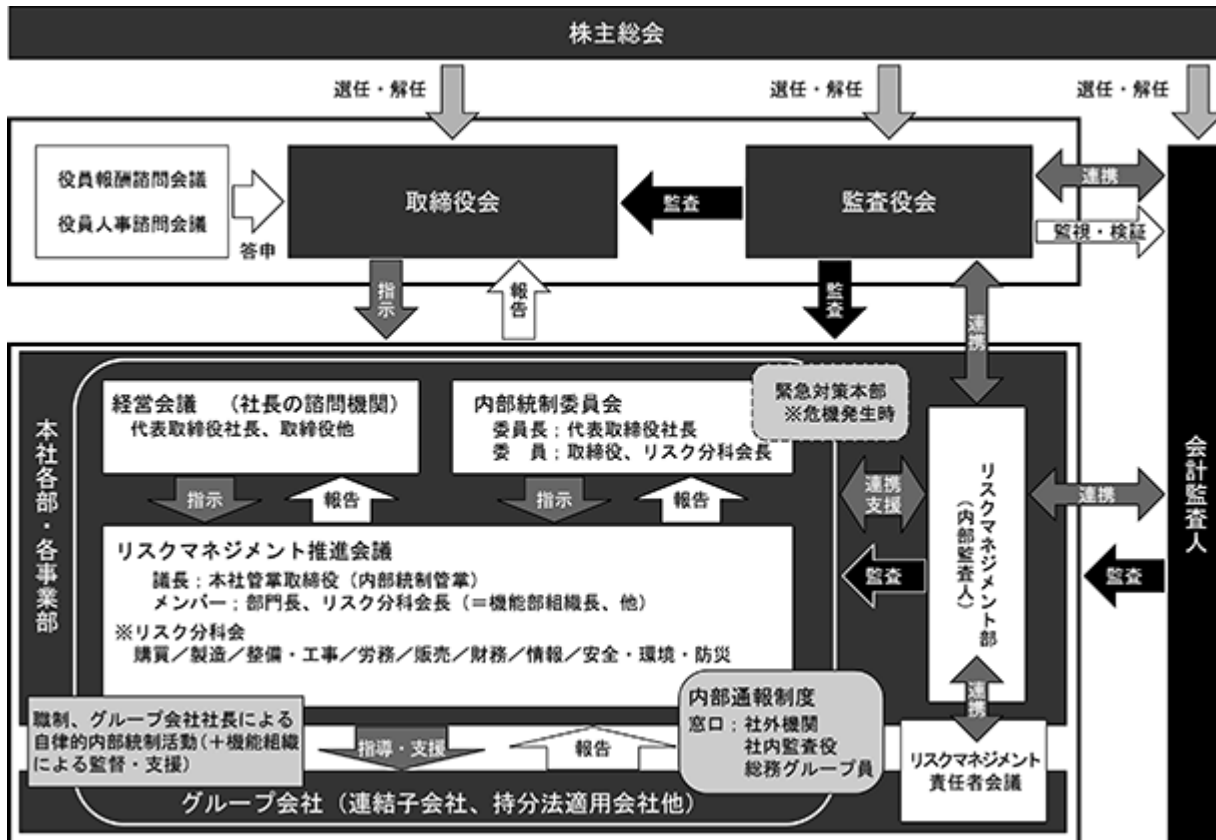 株主総会
選任・解任
選任・解任
選任・解任
役員報酬諮問会議
役員人事諮問会議
答申
取締役会
監査
監査役会
連携
監視・検証
指示
報告
監査
連携
本社各部・各事業部
経営会議　（社長の諮問機関）
代表取締役社長、取締役他
内部統制委員会
委員長；代表取締役社長
委　員；取締役、リスク分科会長
緊急対策本部
※危機発生時
指示
報告
指示
報告
連携
支援
リスクマネジメント部
（内部監査人）
連携
会計監査人
リスクマネジメント推進会議
議長；本社管掌取締役（内部統制管掌）
メンバー；部門長、リスク分科会長（＝機能部組織長、他）
※リスク分科会
購買／製造／整備・工事／労務／販売／財務／情報／安全・環境・防災
監査
監査
職制、グループ会社社長による
自律的内部統制活動（＋機能組織
による監督・支援）
指導・支援
報告
内部通報制度
窓口；社外機関
社内監査役
総務グループ員
連携
リスクマネジメント
責任者会議
グループ会社（連結子会社、持分法適用会社他）